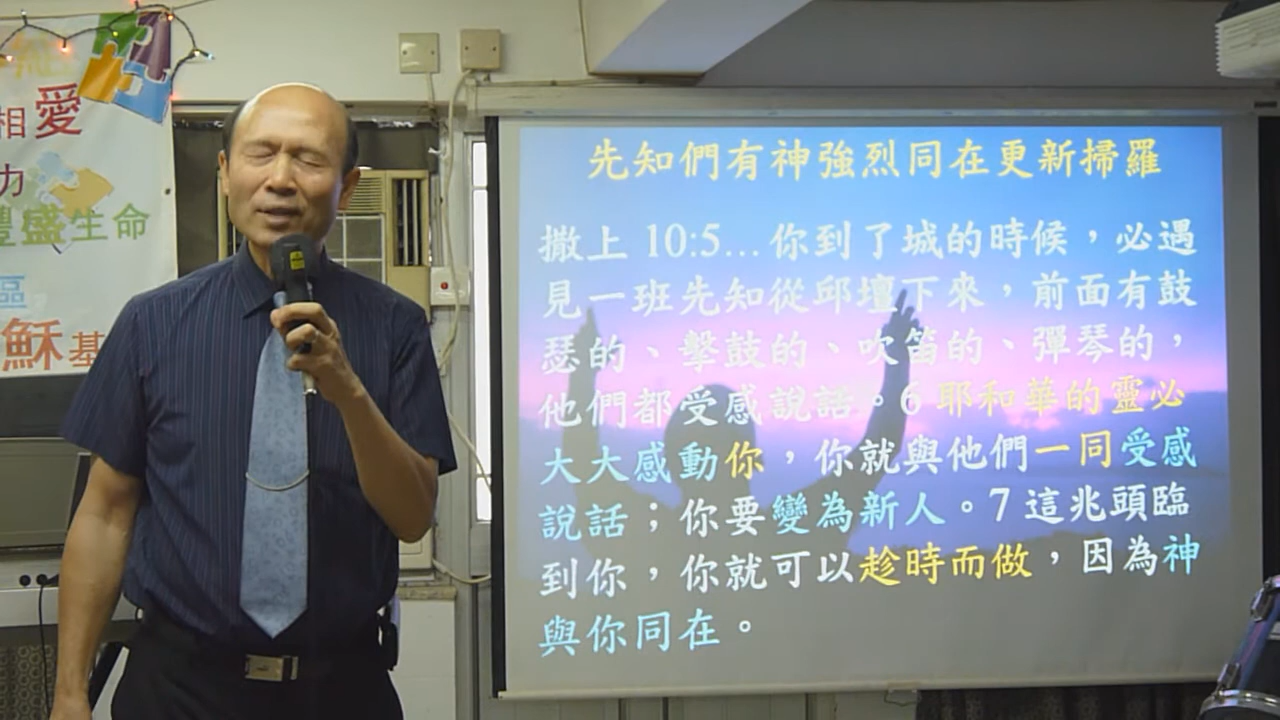 相愛
力
豐盛生命
區
穌基
先知們有神強烈同在更新掃羅
撒上 10:5…你到了城的時候，必遇
見一班先知從邱壇下來，前面有鼓
瑟的、擊鼓的、吹笛的、彈琴的，
他們都受感說話。6 耶和華的靈必
大大感動你，你就與他們一同受感
說話；你要變為新人。7 這兆頭臨
到你，你就可以趁時而做，因為神
與你同在。